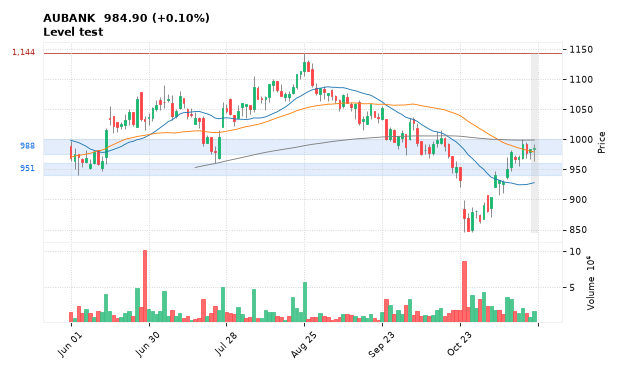 AUBANK 984.90 (+0.10%)
Level test
1,144
988
951
1150
1100
1050
1000
950
900
850
Price
10
5
Volume 10⁶
Jun 01
Jun 30
Jul 28
Aug 25
Sep 23
Oct 23